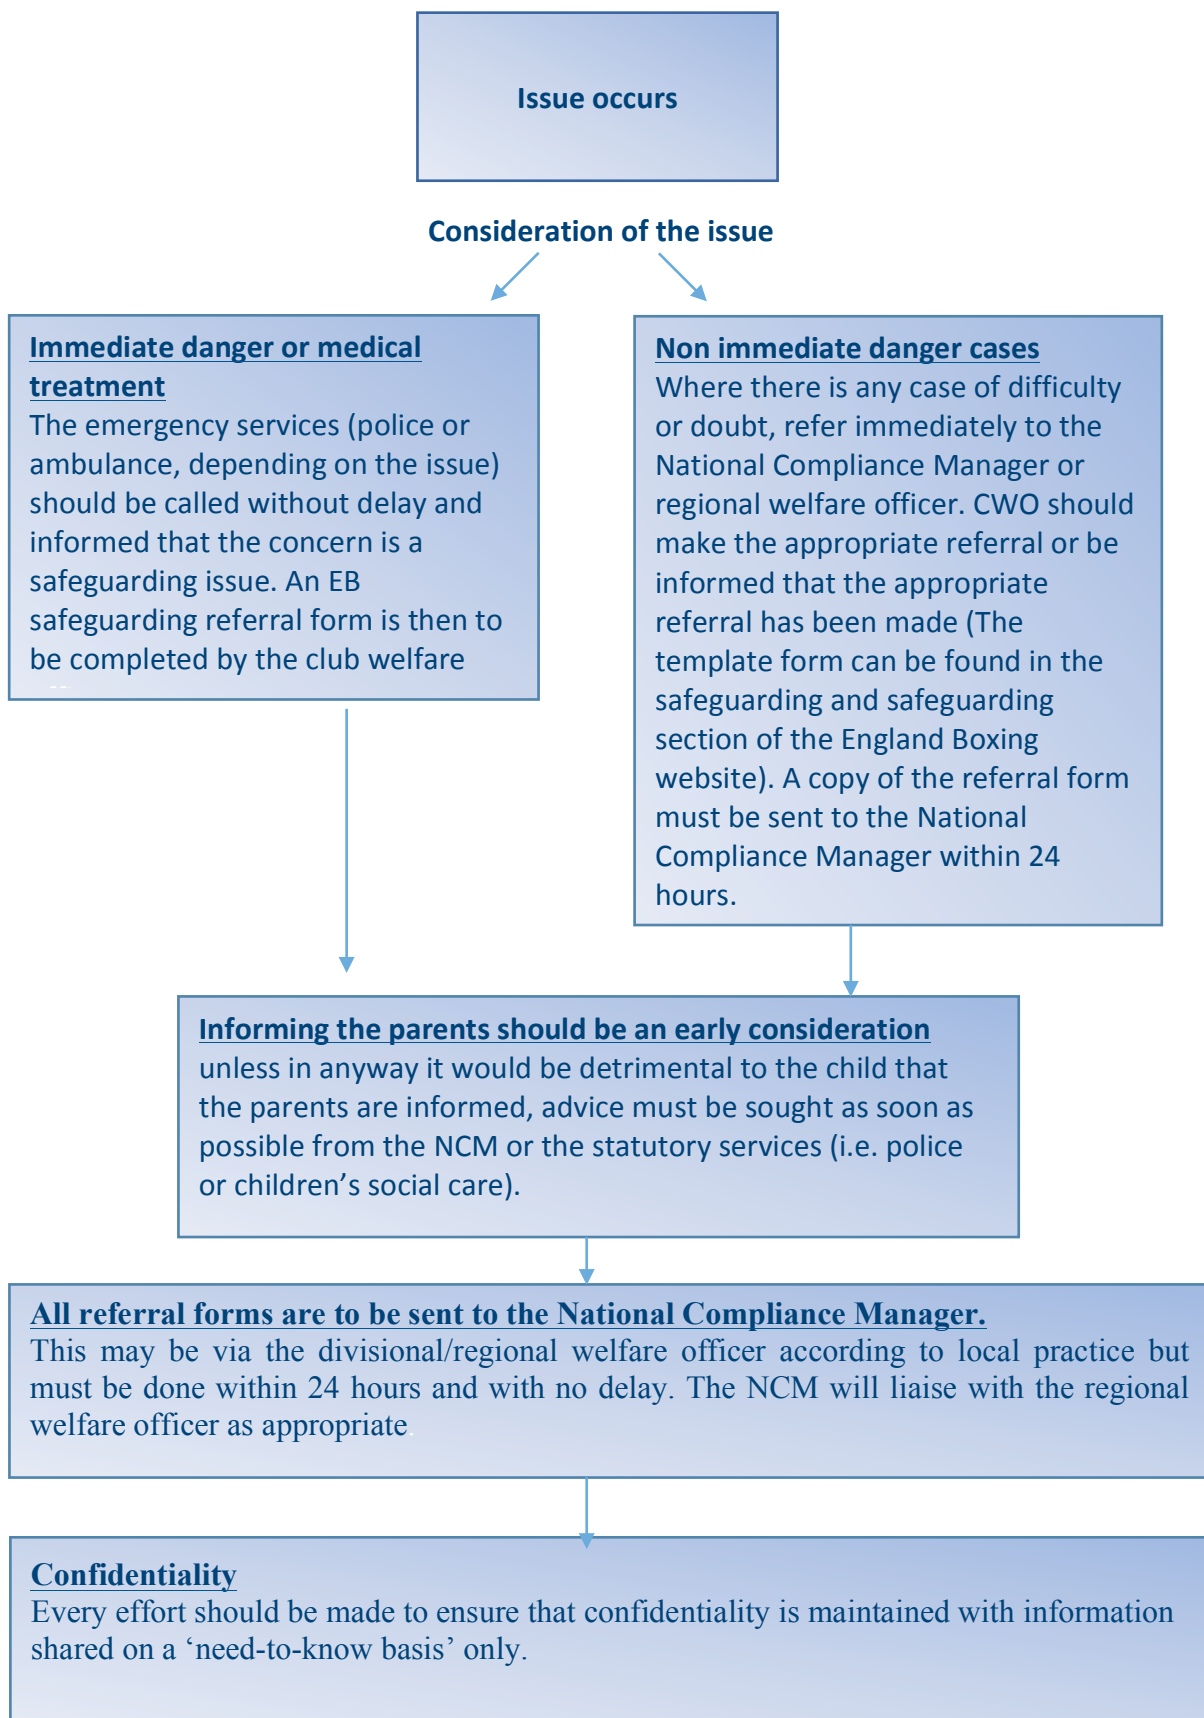 Issue occurs
Consideration of the issue
Immediate danger or medical
treatment
The emergency services (police or
ambulance, depending on the issue)
should be called without delay and
informed that the concern is a
safeguarding issue. An EB
safeguarding referral form is then to
be completed by the club welfare
Non immediate danger cases
Where there is any case of difficulty
or doubt, refer immediately to the
National Compliance Manager or
regional welfare officer. CWO should
make the appropriate referral or be
informed that the appropriate
referral has been made (The
template form can be found in the
safeguarding and safeguarding
section of the England Boxing
website). A copy of the referral form
must be sent to the National
Compliance Manager within 24
hours.
Informing the parents should be an early consideration
unless in anyway it would be detrimental to the child that
the parents are informed, advice must be sought as soon as
possible from the NCM or the statutory services (i.e. police
or children’s social care).
All referral forms are to be sent to the National Compliance Manager.
This may be via the divisional/regional welfare officer according to local practice but
must be done within 24 hours and with no delay. The NCM will liaise with the regional
welfare officer as appropriate.
Confidentiality
Every effort should be made to ensure that confidentiality is maintained with information
shared on a ‘need-to-know basis’ only.